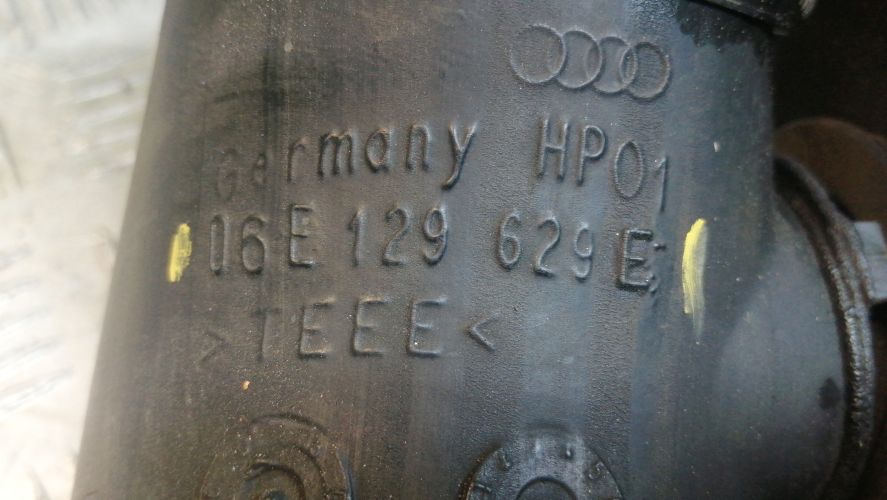 Germany HP01
06E 129 629 E
>TEEE<